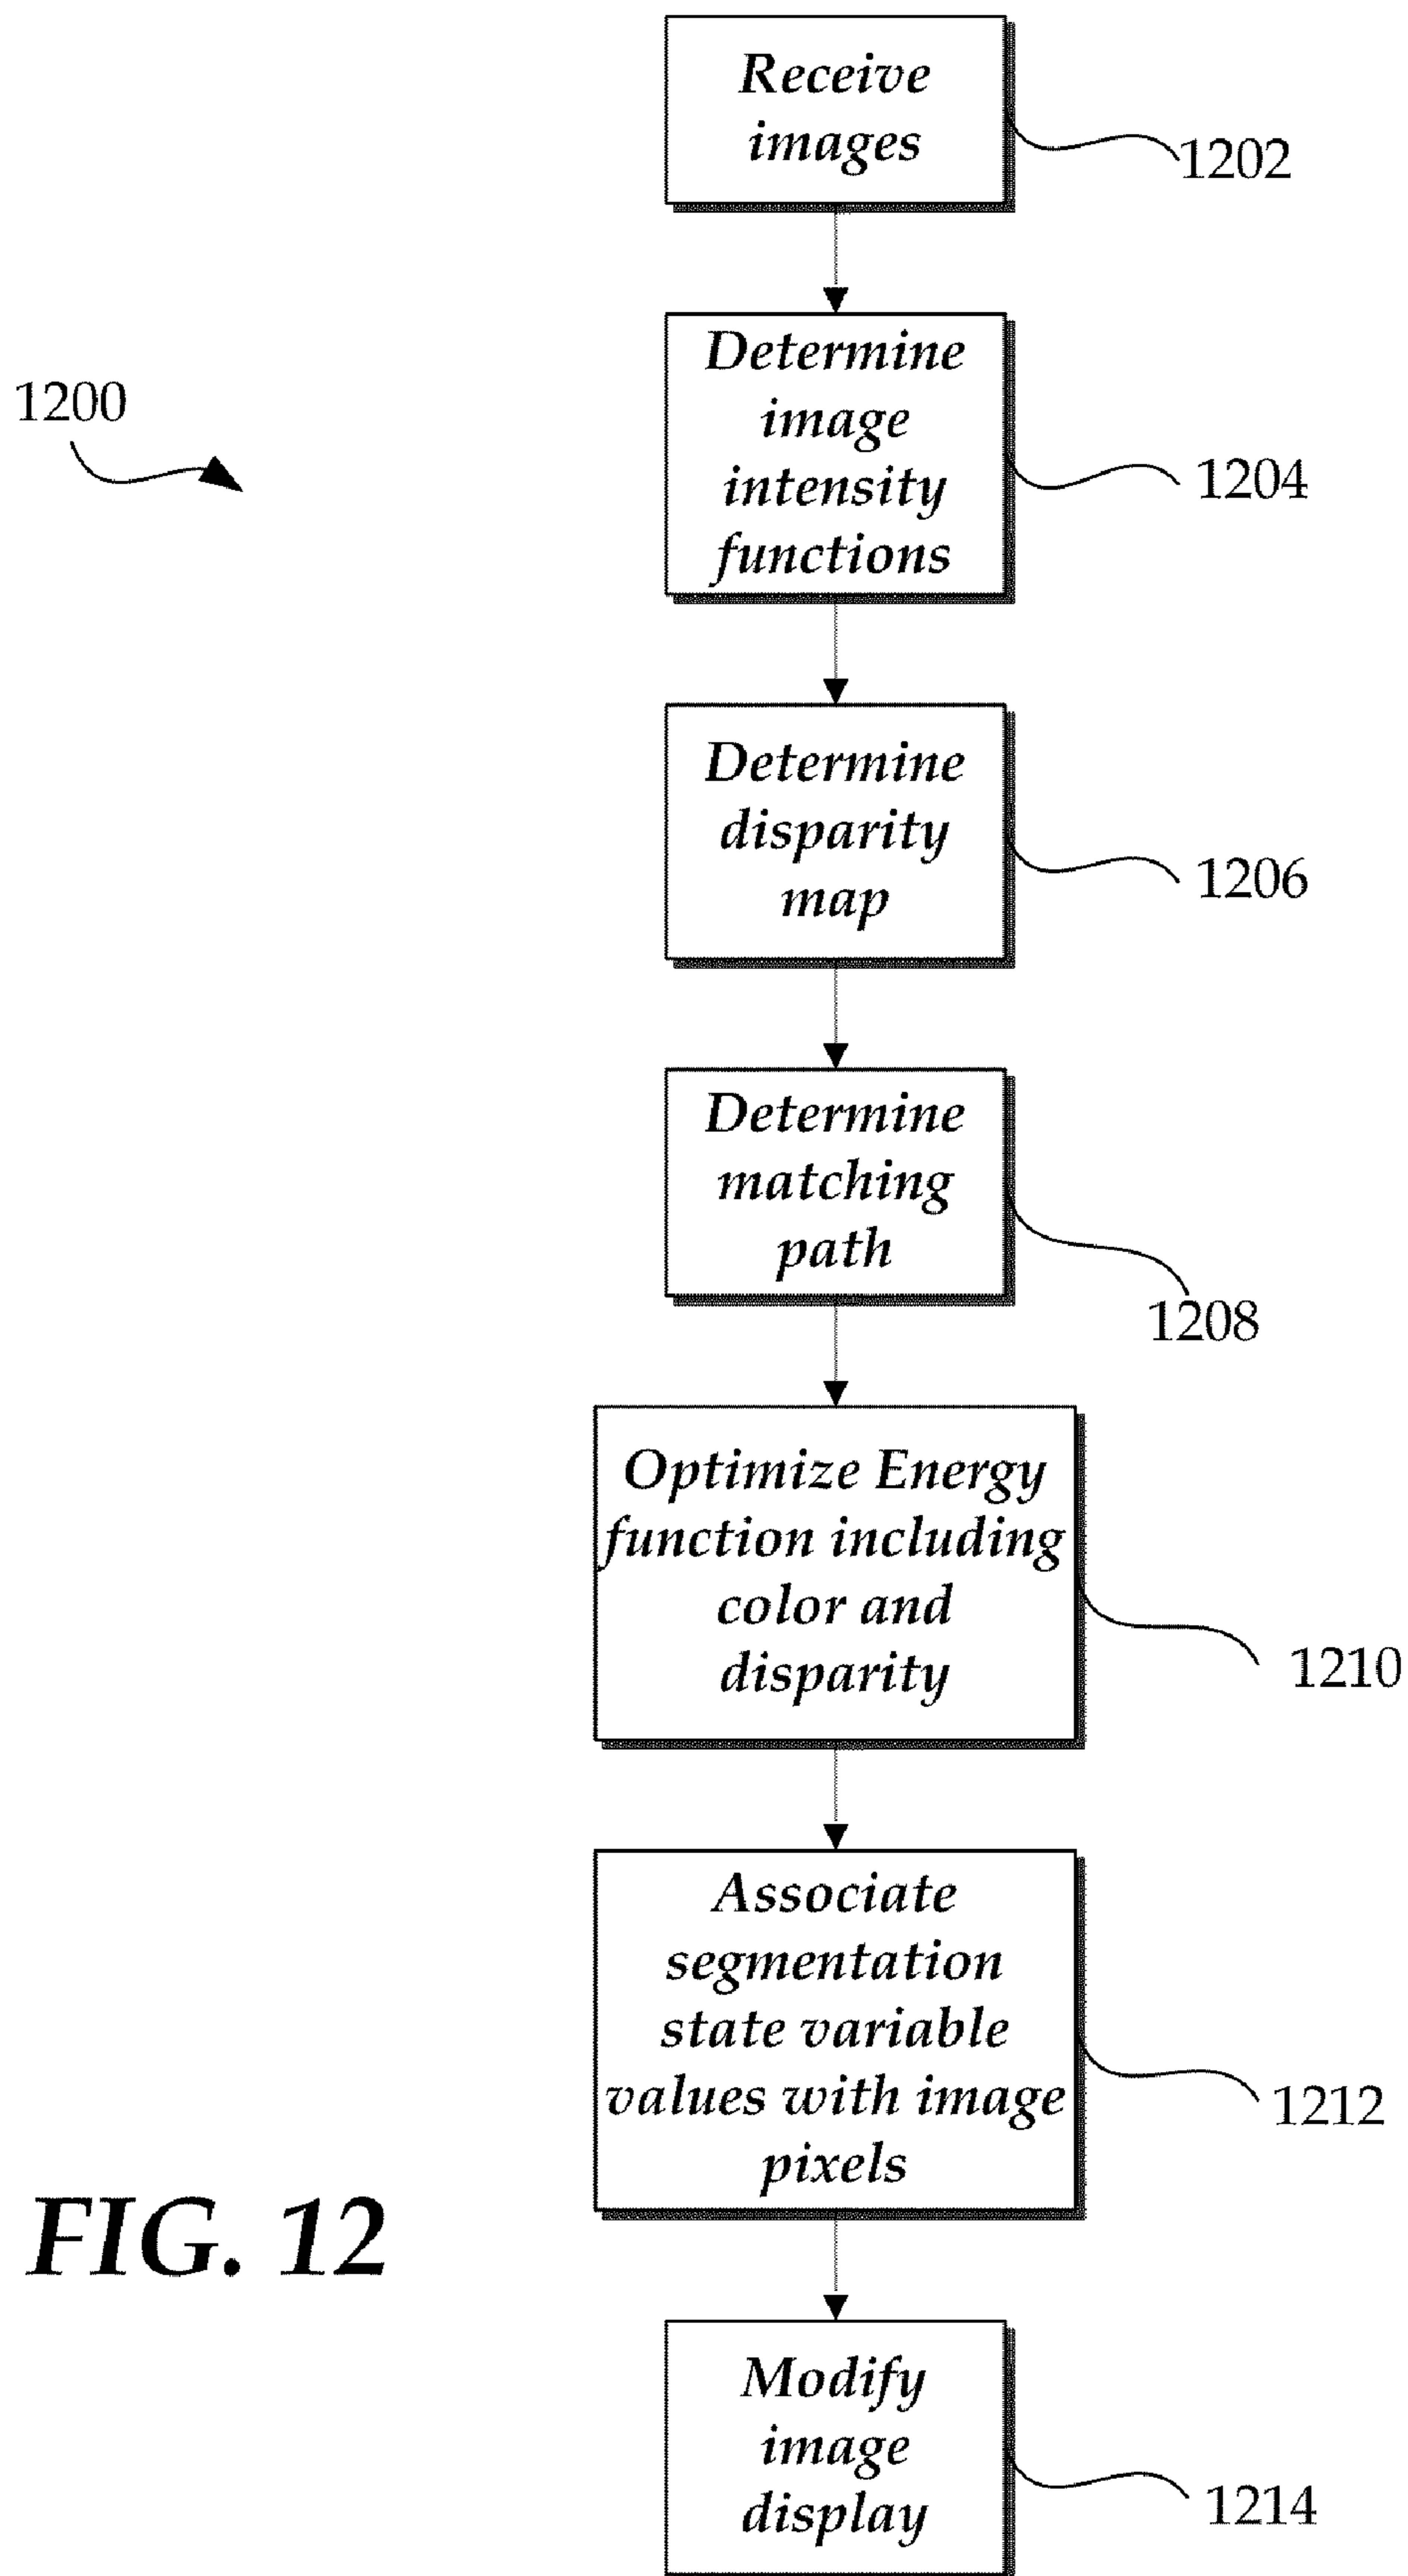 Receive
images
1202
1200
Determine
image
intensity
functions
1204
Determine
disparity
map
1206
Determine
matching
path
1208
Optimize Energy
function including
color and
disparity
1210
Associate
segmentation
state variable
values with image
pixels
1212
FIG. 12
Modify
image
display
1214